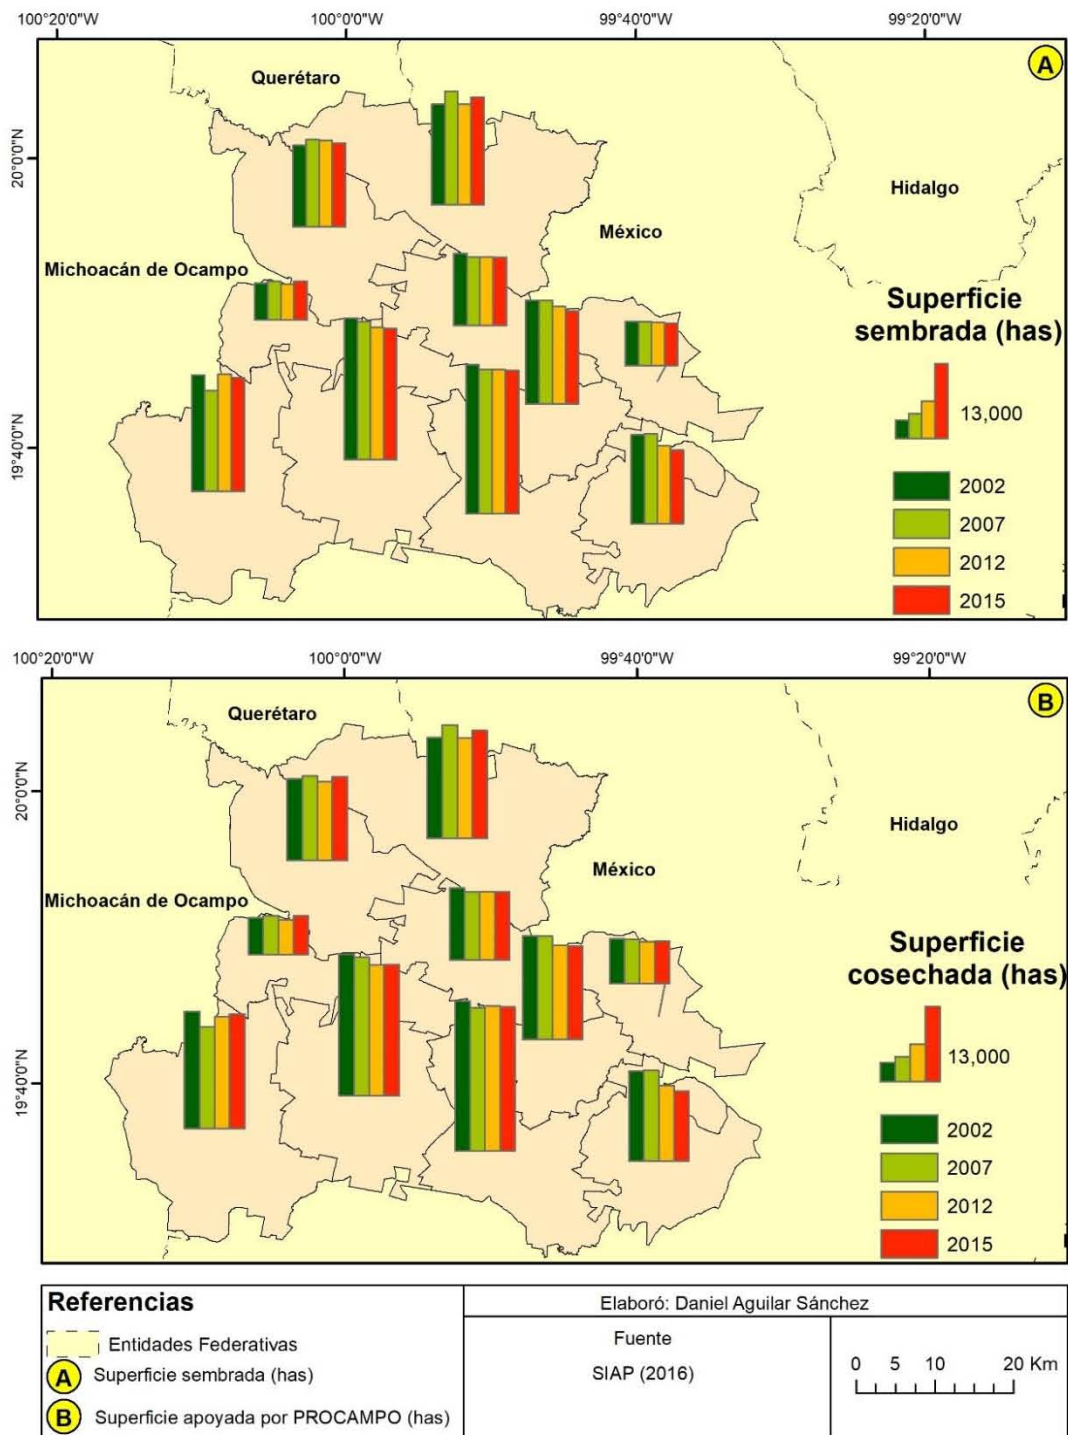 100°20'0"W 100°0'0"W 99°40'0"W 99°20'0"W
A
Querétaro
20°0'0"N
Hidalgo
México
Michoacán de Ocampo
Superficie
sembrada (has)
13,000
19°40'0"N
2002
2007
2012
2015
100°20'0"W 100°0'0"W 99°40'0"W 99°20'0"W
B
Querétaro
20°0'0"N
Hidalgo
México
Michoacán de Ocampo
Superficie
cosechada (has)
13,000
19°40'0"N
2002
2007
2012
2015
Referencias
Entidades Federativas
A Superficie sembrada (has)
B Superficie apoyada por PROCAMPO (has)
Elaboró: Daniel Aguilar Sánchez
Fuente
SIAP (2016)
0 5 10 20 Km